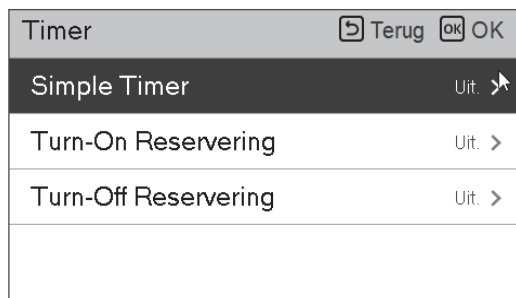 Timer Terug OK OK
Simple Timer Uit.
Turn-On Reservering Uit.
Turn-Off Reservering Uit.